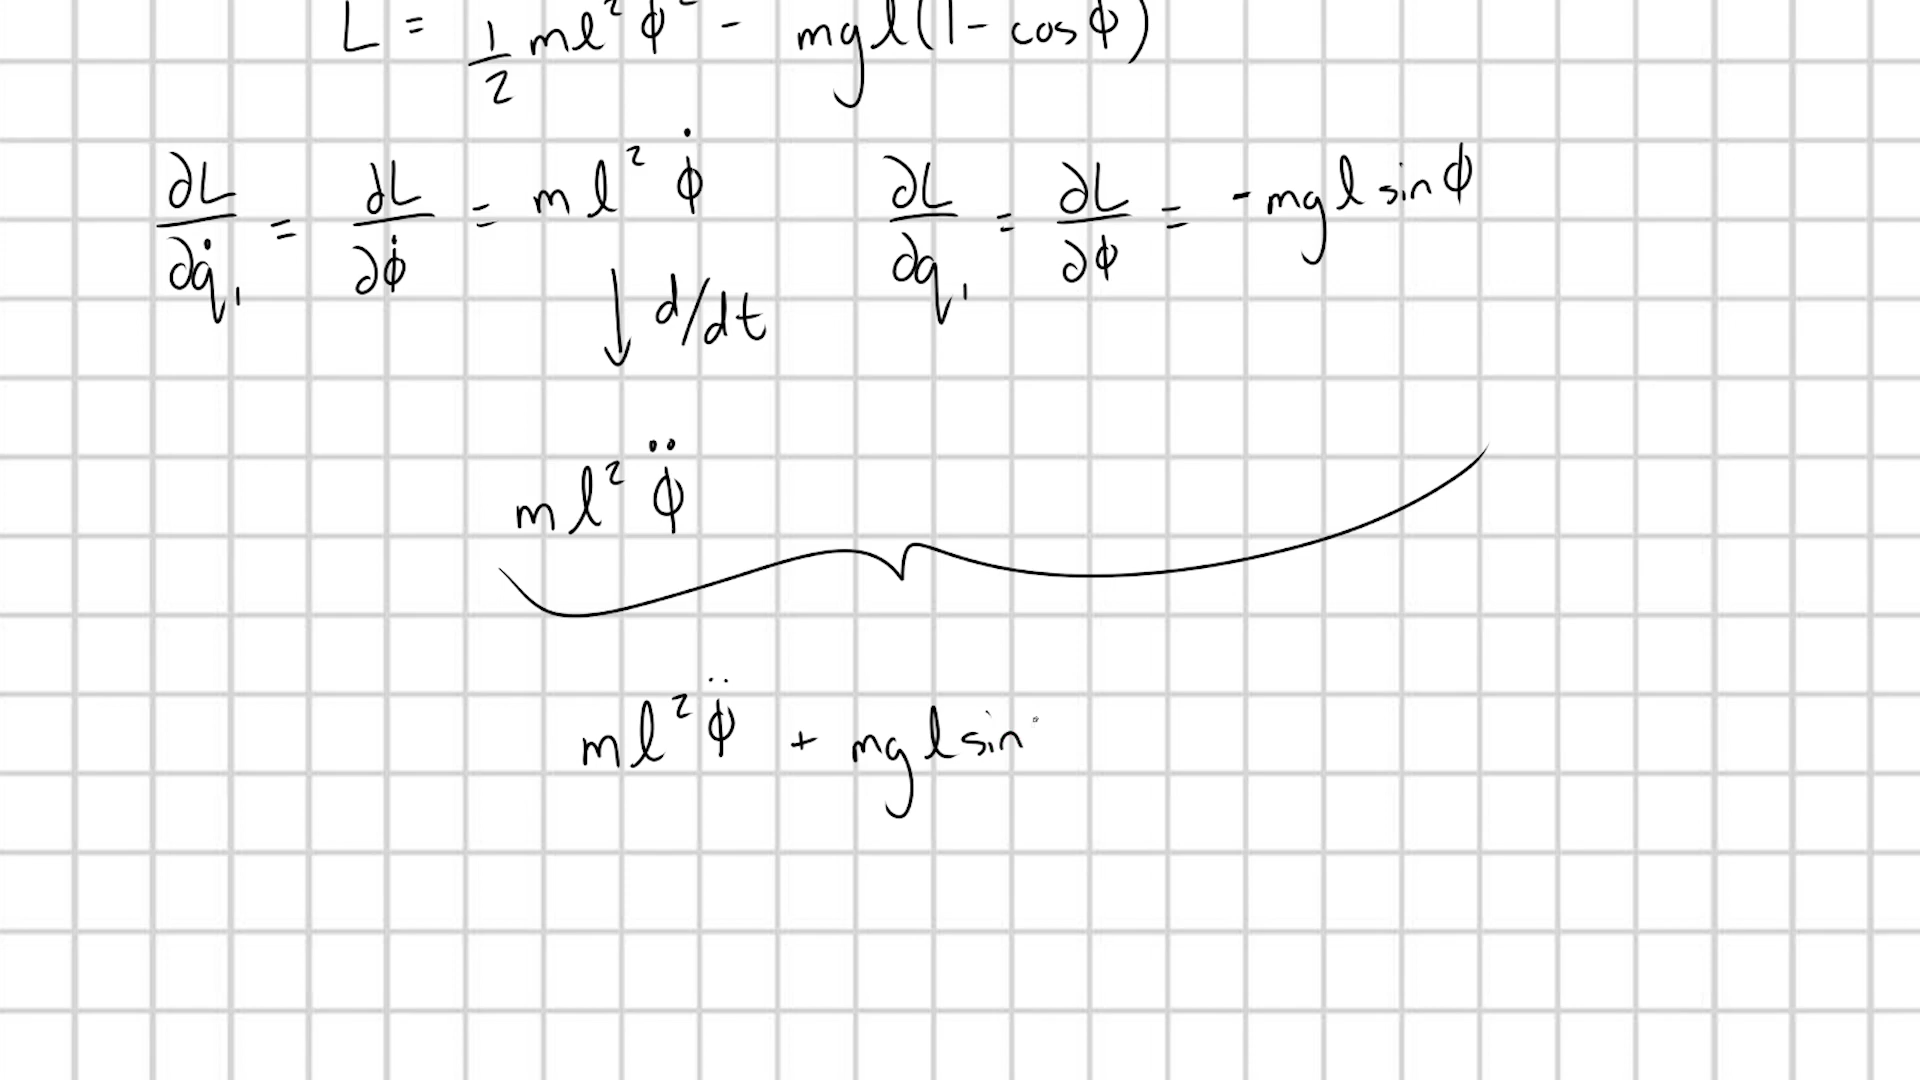 L = 1/2 ml² φ̇² - mgl(1 - cos φ)
∂L/∂q̇₁ = ∂L/∂φ̇ = ml² φ̇    ∂L/∂q₁ = ∂L/∂φ = -mgl sin φ
↓ d/dt
ml² φ̈
ml² φ̈ + mgl sin